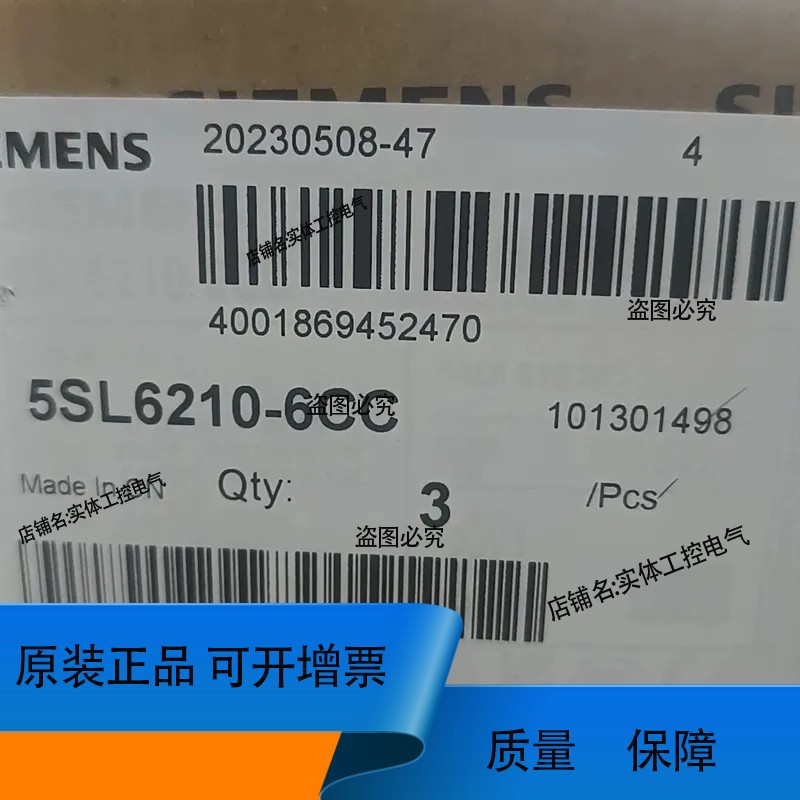 SIEMENS
EMENS
20230508-47
4
店铺名:实体工控电气
盗图必究
4001869452470
5SL6210-6CC
盗图必究
101301498
Made In CN
Qty:
3
/Pcs
店铺名:实体工控电气
盗图必究
店铺名:实体工控电气
原装正品 可开增票
质量 保障